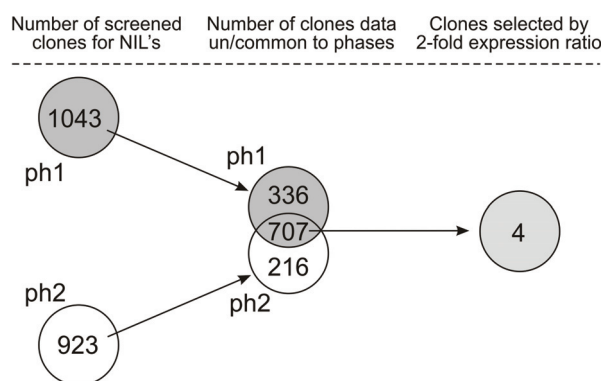 Number of screened
clones for NIL's
Number of clones data
un/common to phases
Clones selected by
2-fold expression ratio
1043
ph1
ph1
336
707
216
ph2
4
ph2
923